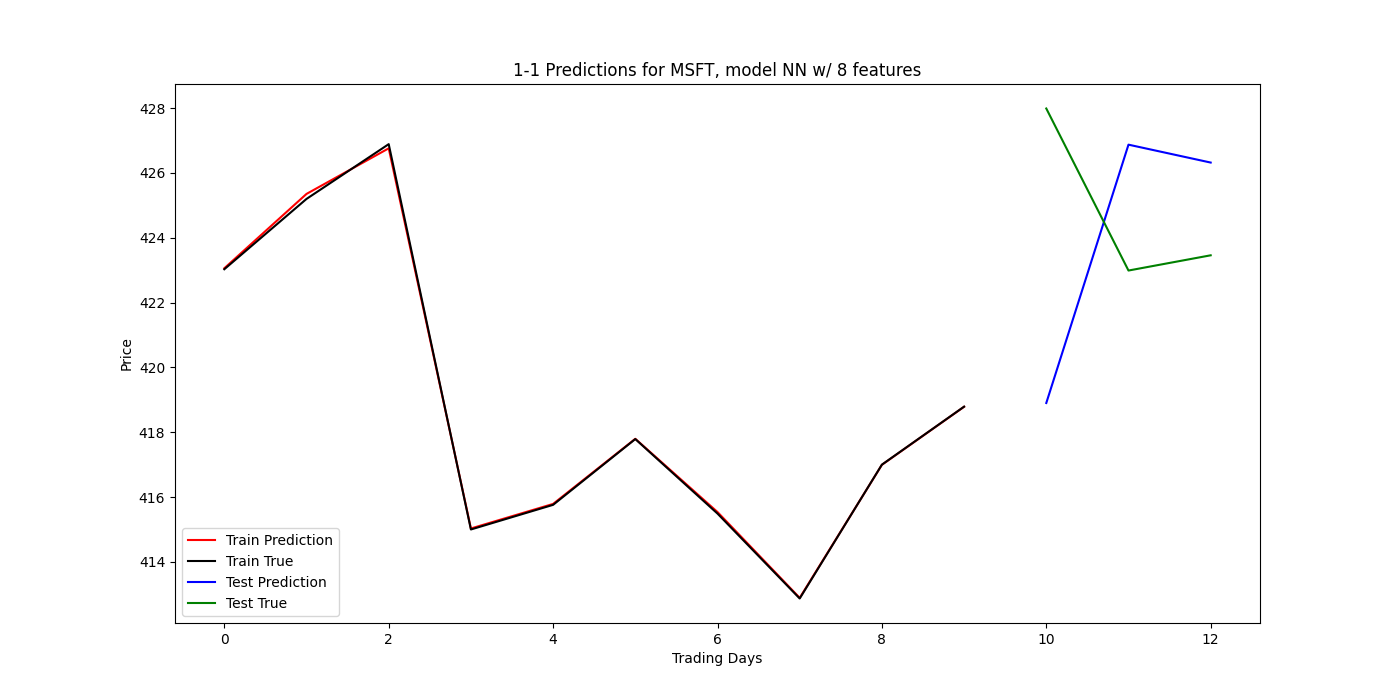 1-1 Predictions for MSFT, model NN w/ 8 features
428
426
424
422
420
418
416
414
Price
Train Prediction
Train True
Test Prediction
Test True
0 2 4 6 8 10 12
Trading Days